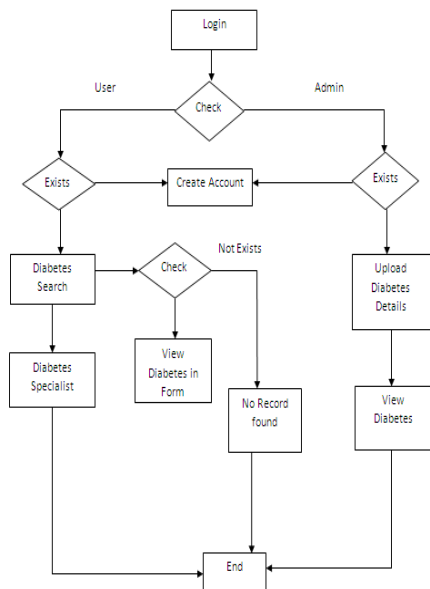 Login
User
Admin
Check
Exists
Create Account
Exists
Not Exists
Diabetes
Search
Check
Upload
Diabetes
Details
Diabetes
Specialist
View
Diabetes in
Form
No Record
found
View
Diabetes
End